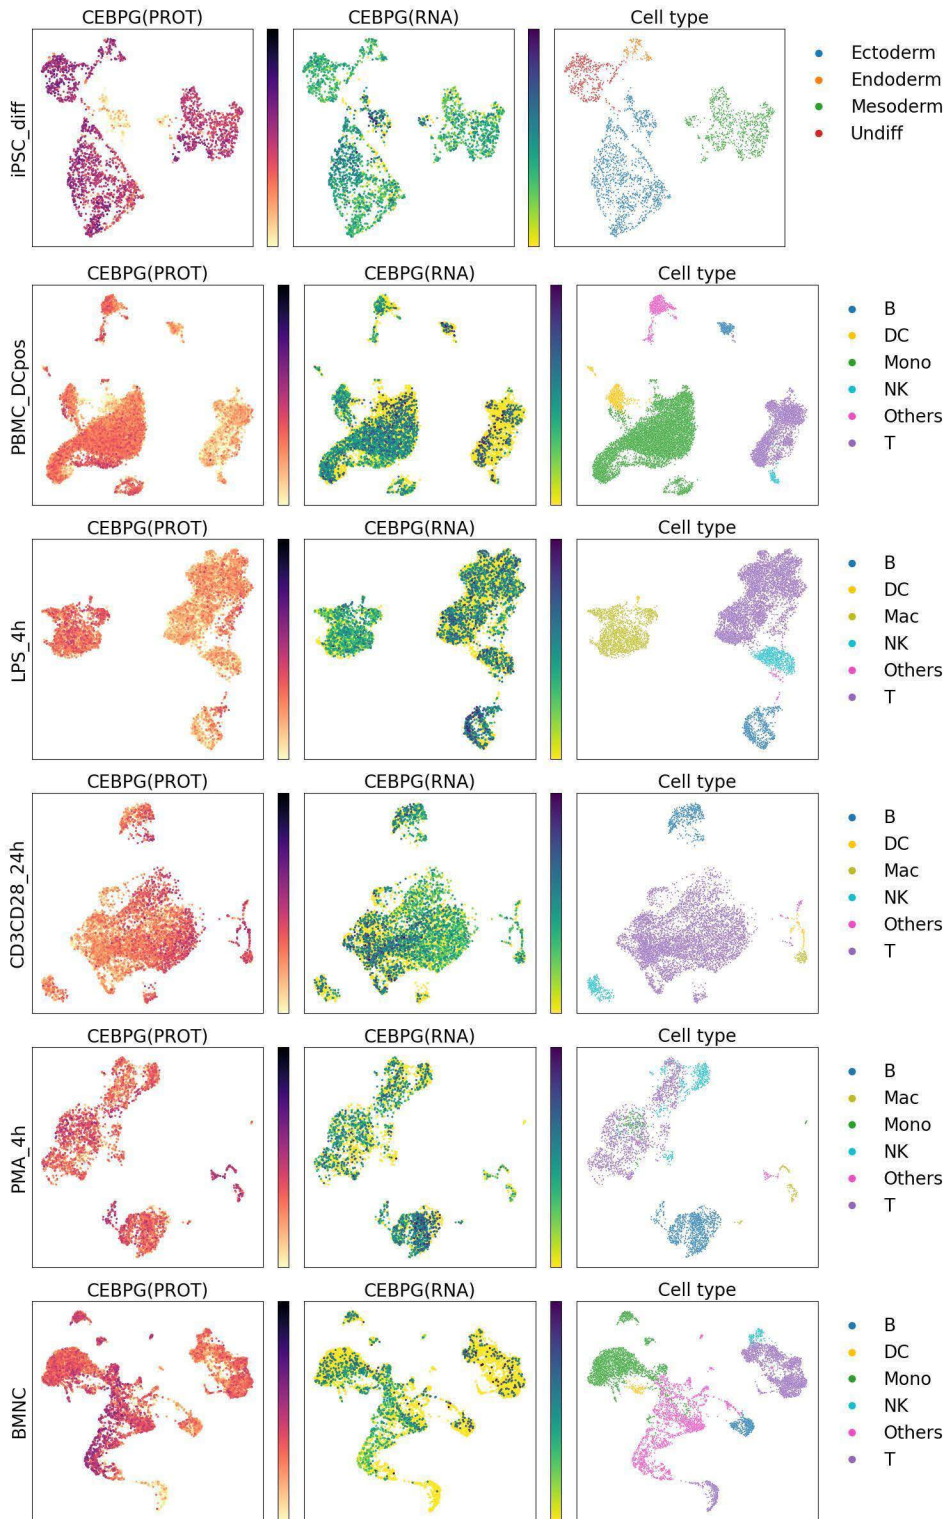 CEBPG(PROT) CEBPG(RNA) Cell type
iPSC_diff
Ectoderm
Endoderm
Mesoderm
Undiff
CEBPG(PROT) CEBPG(RNA) Cell type
PBMC_DCpos
B
DC
Mono
NK
Others
T
CEBPG(PROT) CEBPG(RNA) Cell type
LPS_4h
B
DC
Mac
NK
Others
T
CEBPG(PROT) CEBPG(RNA) Cell type
CD3CD28_24h
B
DC
Mac
NK
Others
T
CEBPG(PROT) CEBPG(RNA) Cell type
PMA_4h
B
Mac
Mono
NK
Others
T
CEBPG(PROT) CEBPG(RNA) Cell type
BMNC
B
DC
Mono
NK
Others
T